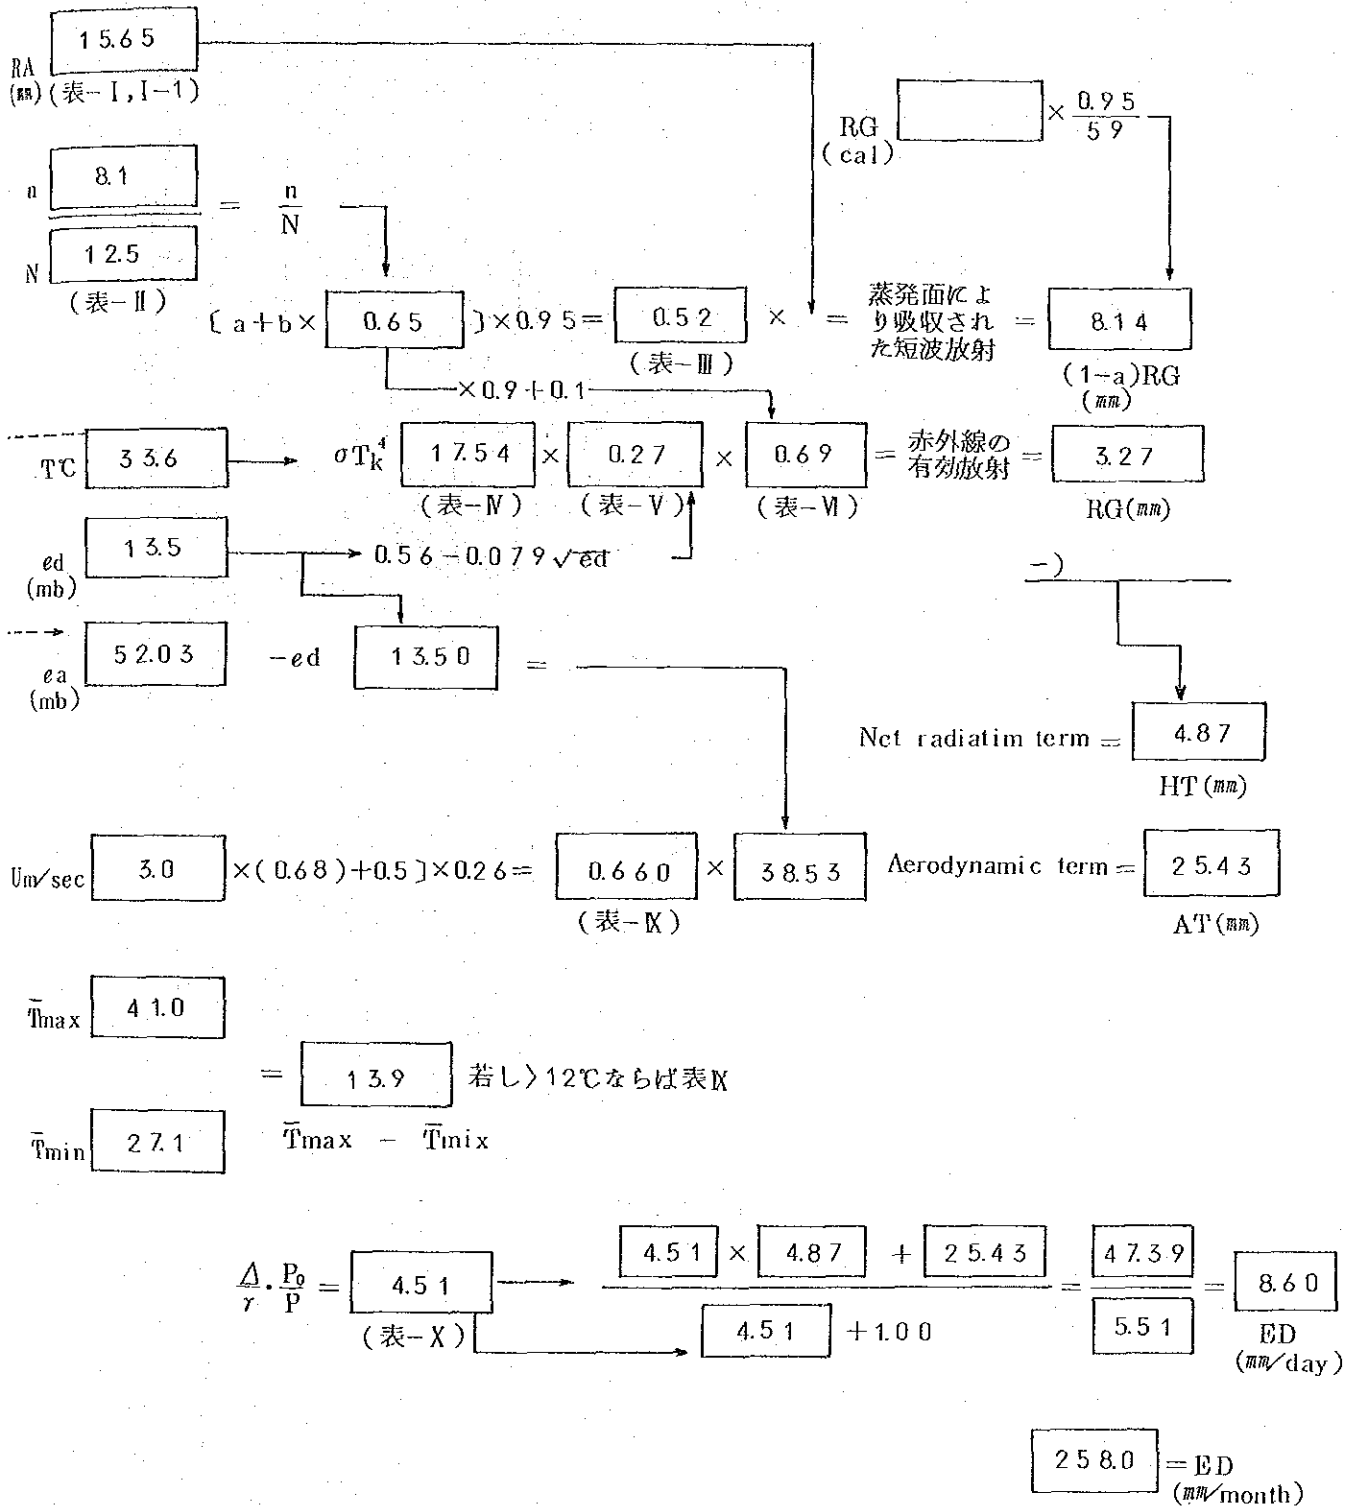 RA (mm) 15.65
(表-Ⅰ,Ⅰ-1)
RG (cal) × 0.95/59
n 8.1
N 12.5
= n/N
(表-Ⅱ)
〔a+b× 0.65 〕×0.95= 0.52 × = 蒸発面により吸収された短波放射 = 8.14
(表-Ⅲ)
(1-a)RG
(mm)
×0.9+0.1
T℃ 33.6 σTk⁴ 17.54 × 0.27 × 0.69 = 赤外線の有効放射 = 3.27
(表-Ⅳ) (表-Ⅴ) (表-Ⅵ) RG(mm)
ed (mb) 13.5 0.56-0.079√ed
-)
ea (mb) 52.03 -ed 13.50 =
Nct radiatim term = 4.87
HT(mm)
Um/sec 3.0 ×(0.68)+0.5]×0.26= 0.660 × 38.53 Aerodynamic term= 25.43
(表-Ⅸ) AT(mm)
T̄max 41.0
= 13.9 若し〉12℃ならば表Ⅸ
T̄min 27.1 T̄max - T̄mix
4.51 × 4.87 + 25.43 47.39
Δ/γ・P₀/P = 4.51 = = 8.60
(表-Ⅹ) 4.51 +1.00 5.51 ED
(mm/day)
258.0 =ED
(mm/month)